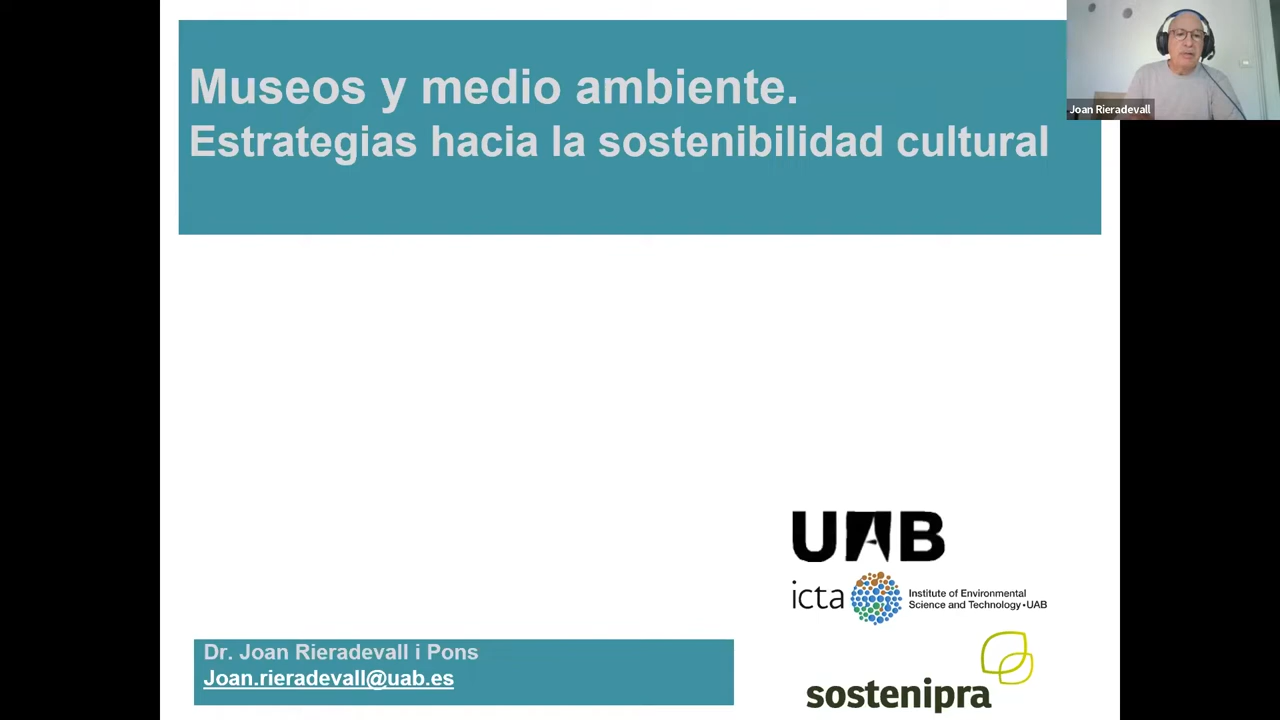 Museos y medio ambiente.
Estrategias hacia la sostenibilidad cultural
Joan Rieradevall
UAB
icta
Institute of Environmental
Science and Technology•UAB
Dr. Joan Rieradevall i Pons
Joan.rieradevall@uab.es
sostenipra